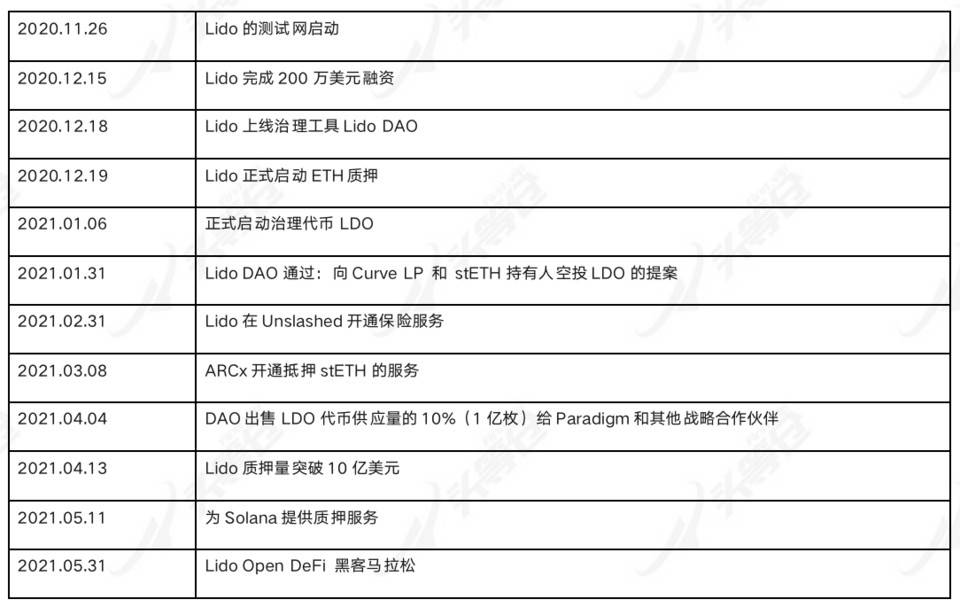 2020.11.26 Lido 的测试网启动
2020.12.15 Lido 完成 200 万美元融资
2020.12.18 Lido 上线治理工具 Lido DAO
2020.12.19 Lido 正式启动 ETH 质押
2021.01.06 正式启动治理代币 LDO
2021.01.31 Lido DAO 通过：向 Curve LP 和 stETH 持有人空投 LDO 的提案
2021.02.31 Lido 在 Unslashed 开通保险服务
2021.03.08 ARCx 开通抵押 stETH 的服务
2021.04.04 DAO 出售 LDO 代币供应量的 10%（1 亿枚）给 Paradigm 和其他战略合作伙伴
2021.04.13 Lido 质押量突破 10 亿美元
2021.05.11 为 Solana 提供质押服务
2021.05.31 Lido Open DeFi 黑客马拉松